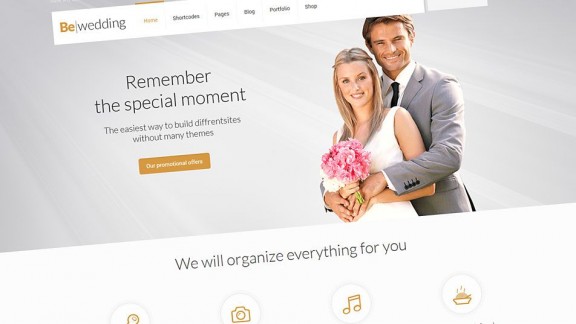 Be|wedding
Home Shortcodes Pages Blog Portfolio Shop
Remember
the special moment
The easiest way to build diffrentsites
without many themes
Our promotional offers
We will organize everything for you